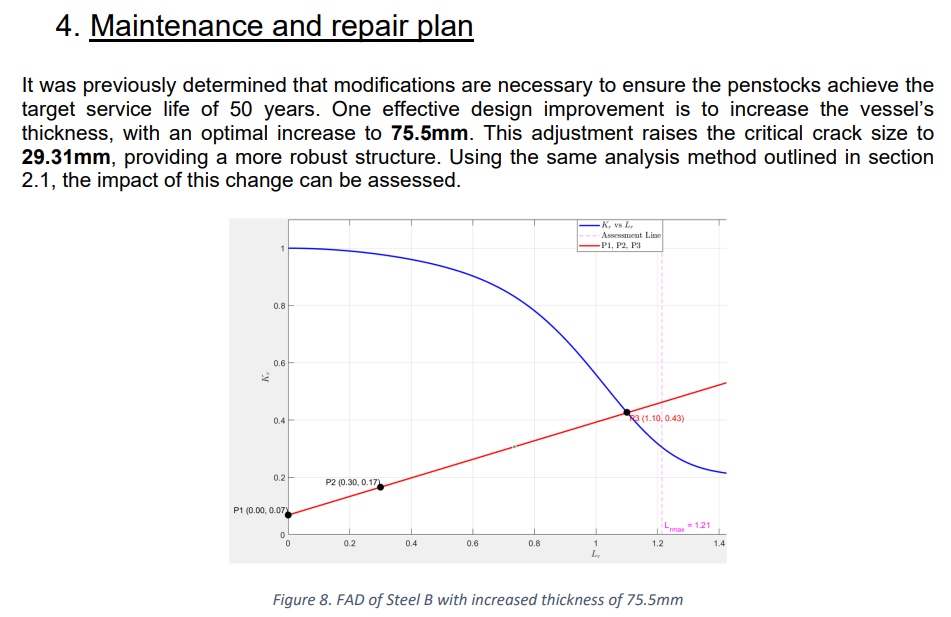 4. Maintenance and repair plan
It was previously determined that modifications are necessary to ensure the penstocks achieve the
target service life of 50 years. One effective design improvement is to increase the vessel's
thickness, with an optimal increase to 75.5mm. This adjustment raises the critical crack size to
29.31mm, providing a more robust structure. Using the same analysis method outlined in section
2.1, the impact of this change can be assessed.
Kr vs Lr
Assessment Line
P1, P2, P3
1
0.8
0.6
Kr
0.4
P3 (1.10, 0.43)
0.2
P2 (0.30, 0.17)
P1 (0.00, 0.07)
Lrmax = 1.21
0
0 0.2 0.4 0.6 0.8 1 1.2 1.4
Lr
Figure 8. FAD of Steel B with increased thickness of 75.5mm